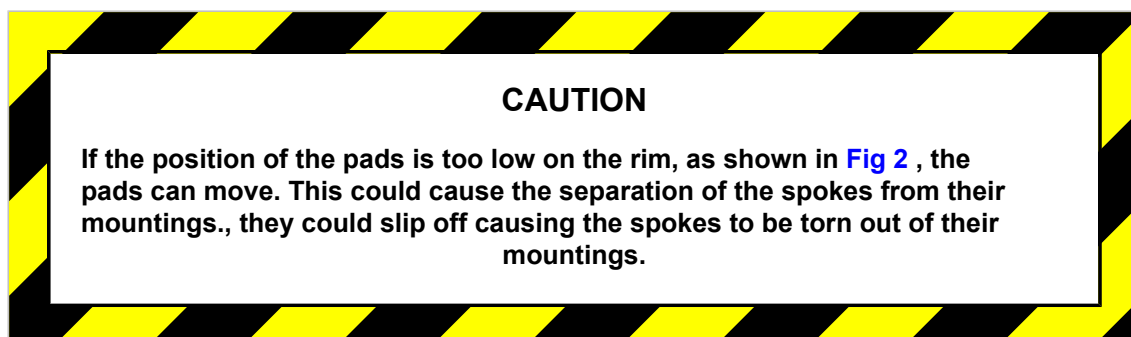 CAUTION
If the position of the pads is too low on the rim, as shown in Fig 2 , the
pads can move. This could cause the separation of the spokes from their
mountings., they could slip off causing the spokes to be torn out of their
mountings.